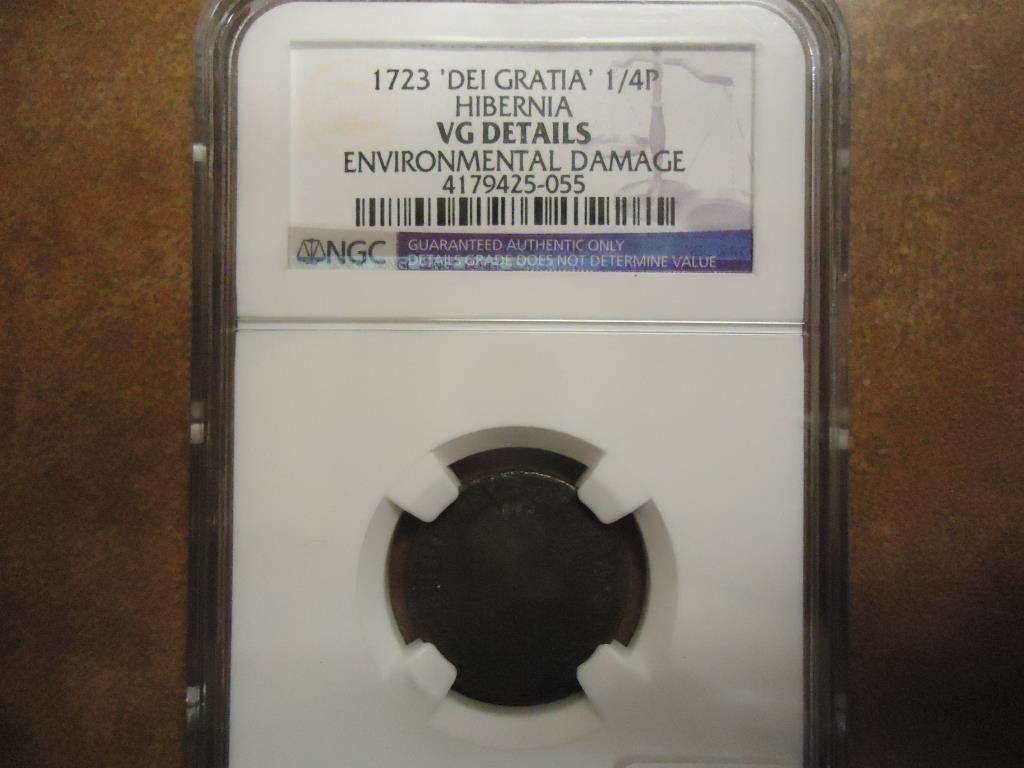 1723 'DEI GRATIA' 1/4P
HIBERNIA
VG DETAILS
ENVIRONMENTAL DAMAGE
4179425-055
NGC
GUARANTEED AUTHENTIC ONLY
DETAILS GRADE DOES NOT DETERMINE VALUE